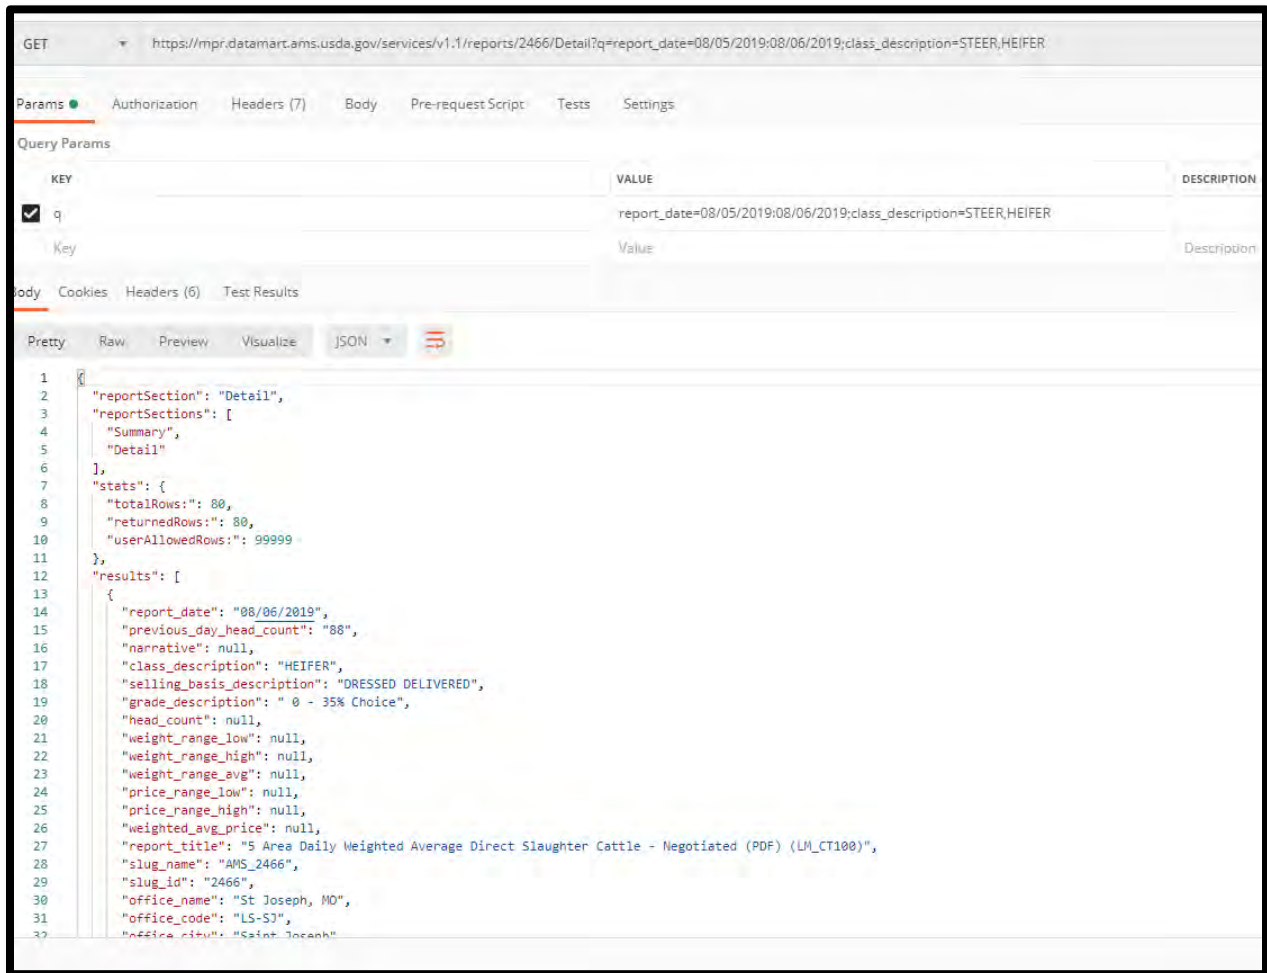 GET https://mpr.datamart.ams.usda.gov/services/v1.1/reports/2466/Detail?q=report_date=08/05/2019:08/06/2019;class_description=STEER,HEIFER
Params Authorization Headers (7) Body Pre-request Script Tests Settings
Query Params
KEY VALUE DESCRIPTION
q report_date=08/05/2019:08/06/2019;class_description=STEER,HEIFER
Key Value Description
Body Cookies Headers (6) Test Results
Pretty Raw Preview Visualize JSON
1 {
2 "reportSection": "Detail",
3 "reportSections": [
4 "Summary",
5 "Detail"
6 ],
7 "stats": {
8 "totalRows:": 80,
9 "returnedRows:": 80,
10 "userAllowedRows:": 99999
11 },
12 "results": [
13 {
14 "report_date": "08/06/2019",
15 "previous_day_head_count": "88",
16 "narrative": null,
17 "class_description": "HEIFER",
18 "selling_basis_description": "DRESSED DELIVERED",
19 "grade_description": " 0 - 35% Choice",
20 "head_count": null,
21 "weight_range_low": null,
22 "weight_range_high": null,
23 "weight_range_avg": null,
24 "price_range_low": null,
25 "price_range_high": null,
26 "weighted_avg_price": null,
27 "report_title": "5 Area Daily Weighted Average Direct Slaughter Cattle - Negotiated (PDF) (LM_CT100)",
28 "slug_name": "AMS_2466",
29 "slug_id": "2466",
30 "office_name": "St Joseph, MO",
31 "office_code": "LS-SJ",
32 "office_city": "Saint Joseph"